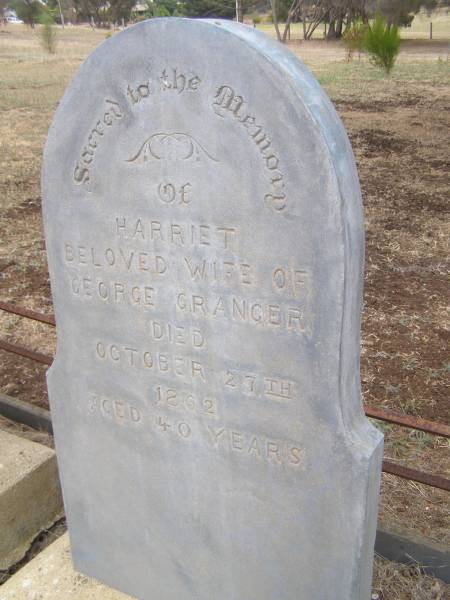 Sacred to the Memory
Of
HARRIET
BELOVED WIFE OF
GEORGE GRANGER
DIED
OCTOBER 27TH
1862
AGED 40 YEARS